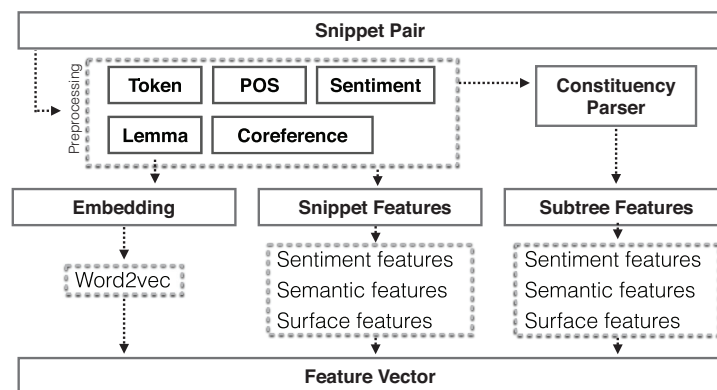 Snippet Pair
Preprocessing
Token POS Sentiment
Lemma Coreference
Constituency
Parser
Embedding Snippet Features Subtree Features
Word2vec
Sentiment features
Semantic features
Surface features
Sentiment features
Semantic features
Surface features
Feature Vector